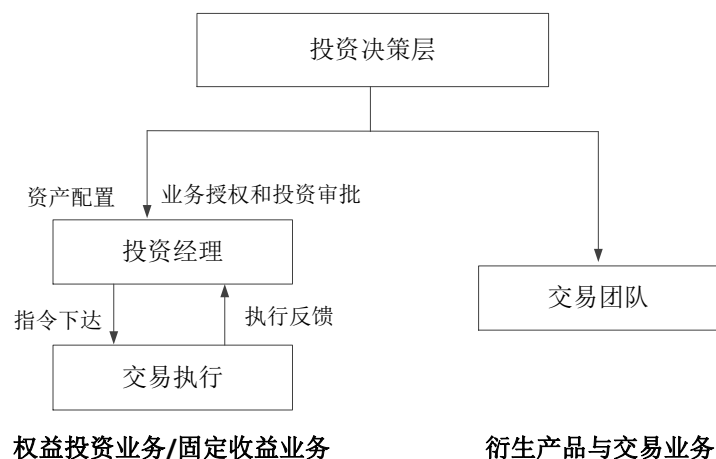 投资决策层
资产配置
业务授权和投资审批
投资经理
交易团队
指令下达
执行反馈
交易执行
权益投资业务/固定收益业务
衍生产品与交易业务